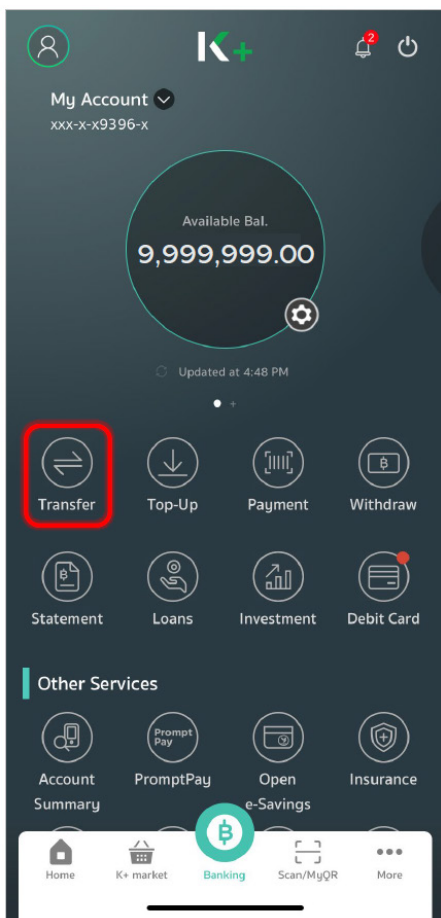 K+
2
My Account
xxx-x-x9396-x
Available Bal.
9,999,999.00
Updated at 4:48 PM
+
Transfer
Top-Up
Payment
Withdraw
Statement
Loans
Investment
Debit Card
Other Services
Prompt
Pay
Account
Summary
PromptPay
Open
e-Savings
Insurance
Home
K+ market
Banking
Scan/MyQR
More